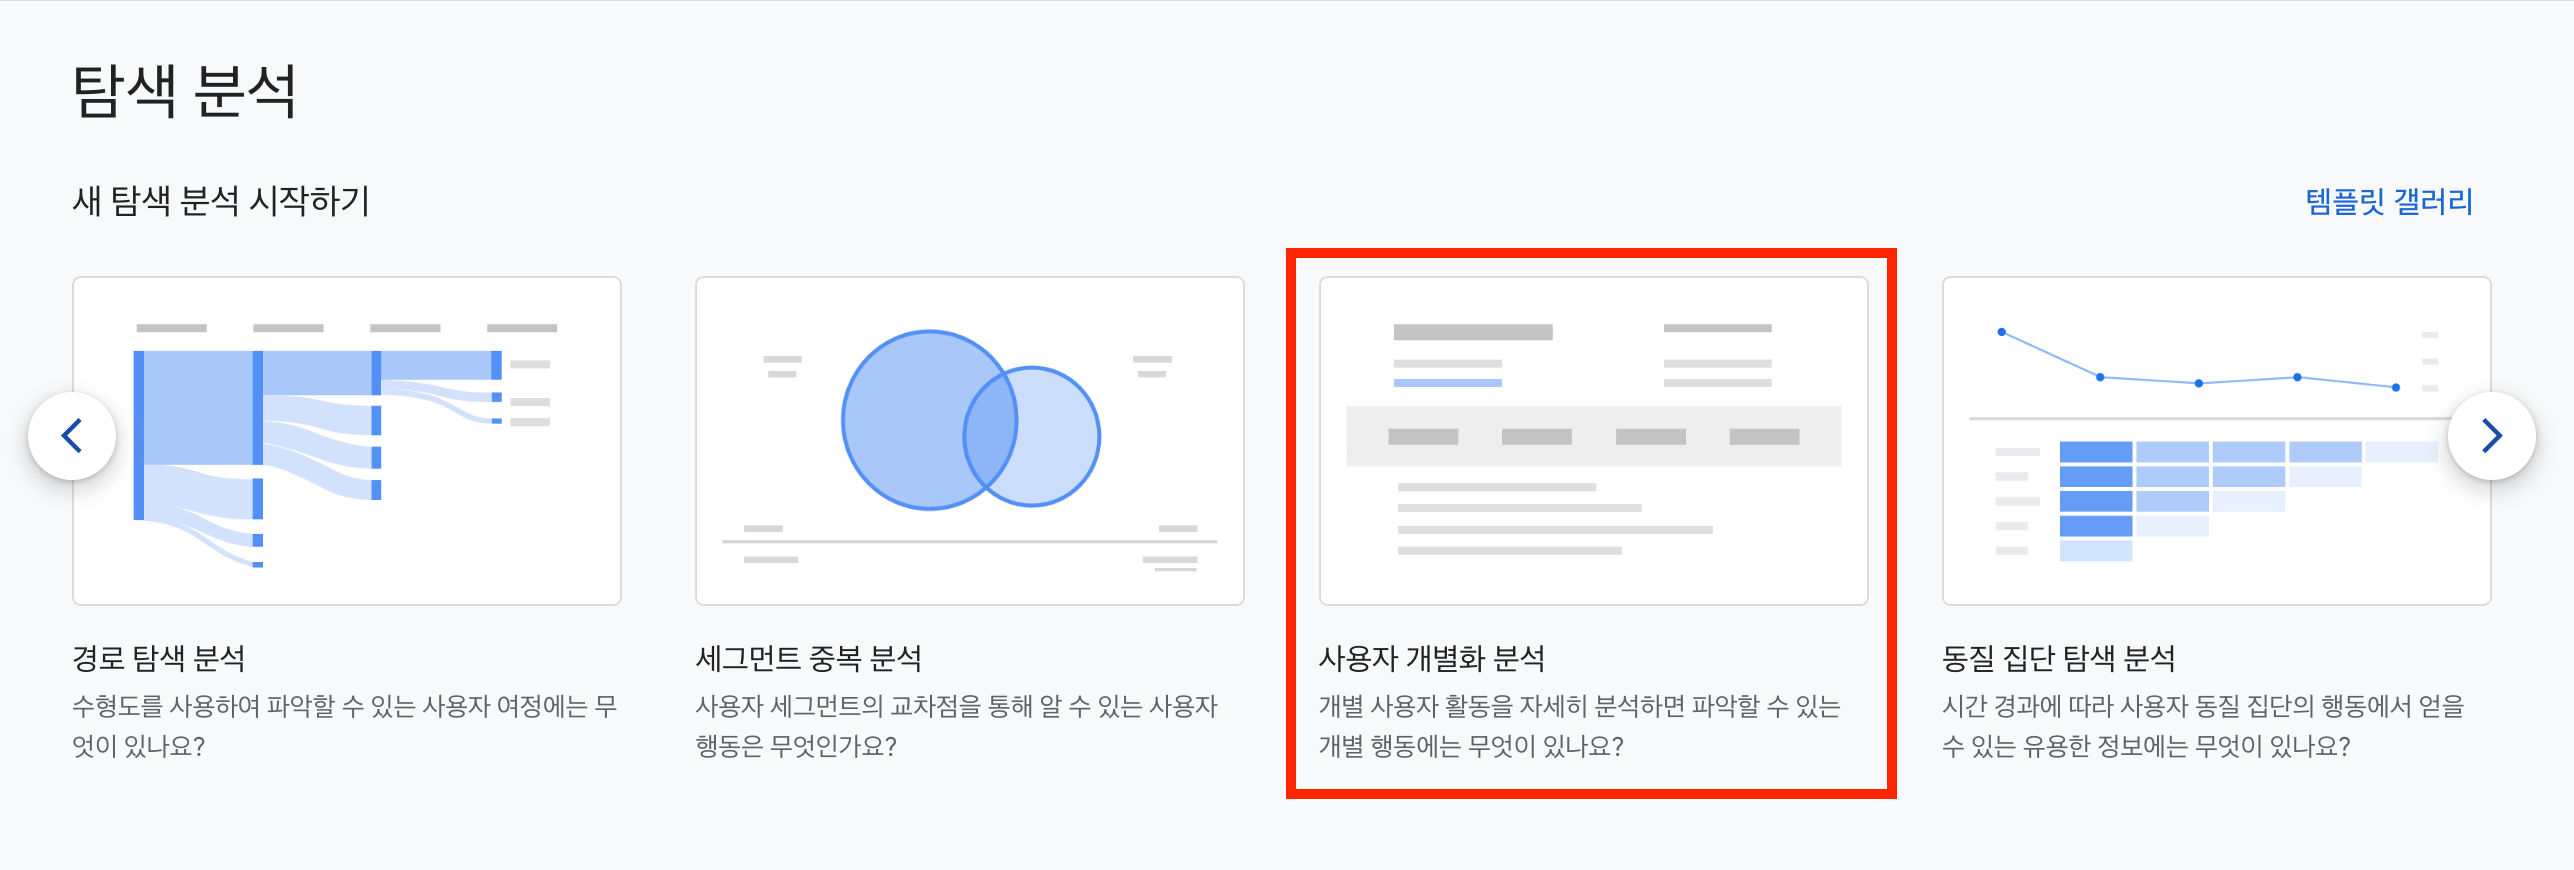 탐색 분석
새 탐색 분석 시작하기
템플릿 갤러리
경로 탐색 분석
수형도를 사용하여 파악할 수 있는 사용자 여정에는 무
엇이 있나요?
세그먼트 중복 분석
사용자 세그먼트의 교차점을 통해 알 수 있는 사용자
행동은 무엇인가요?
사용자 개별화 분석
개별 사용자 활동을 자세히 분석하면 파악할 수 있는
개별 행동에는 무엇이 있나요?
동질 집단 탐색 분석
시간 경과에 따라 사용자 동질 집단의 행동에서 얻을
수 있는 유용한 정보에는 무엇이 있나요?